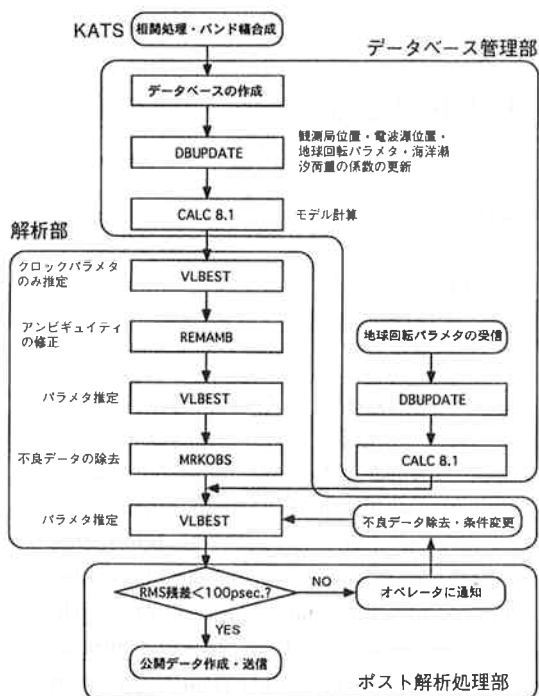 KATS
相関処理・バンド幅合成
データベース管理部
データベースの作成
DBUPDATE
観測局位置・電波源位置・
地球回転パラメタ・海洋潮
汐荷重の係数の更新
CALC 8.1
モデル計算
解析部
クロックパラメタ
のみ推定
VLBEST
アンビギュイティ
の修正
REMAMB
パラメタ推定
VLBEST
不良データの除去
MRKOBS
地球回転パラメタの受信
DBUPDATE
CALC 8.1
パラメタ推定
VLBEST
不良データ除去・条件変更
RMS残差<100psec.?
NO
オペレータに通知
YES
公開データ作成・送信
ポスト解析処理部